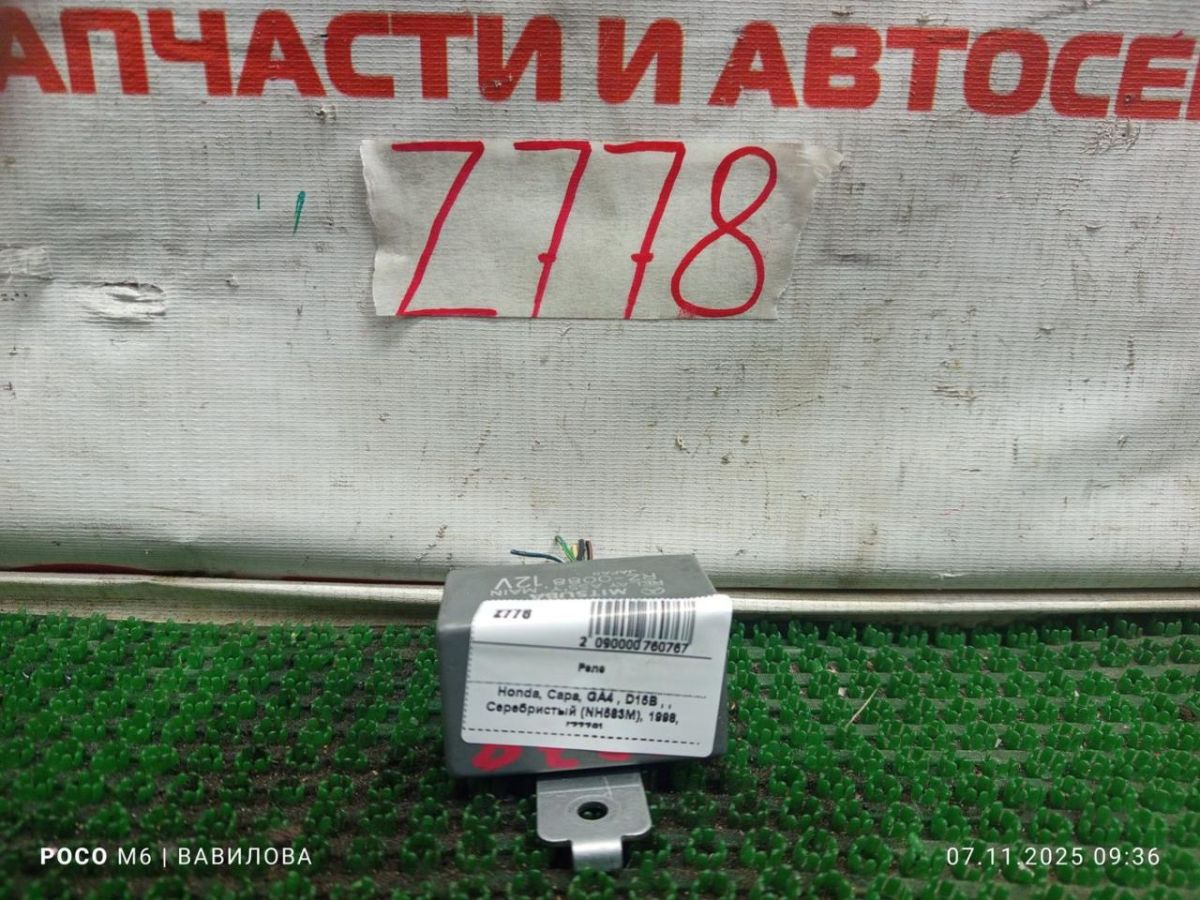 АПЧАСТИ И АВТОСЕ
Z778
12V
Z778
2 090000 760767
Реле
Honda, Capa, GA4 , D15B , ,
Серебристый (NH583M), 1998,
POCO M6 | ВАВИЛОВА
07.11.2025 09:36